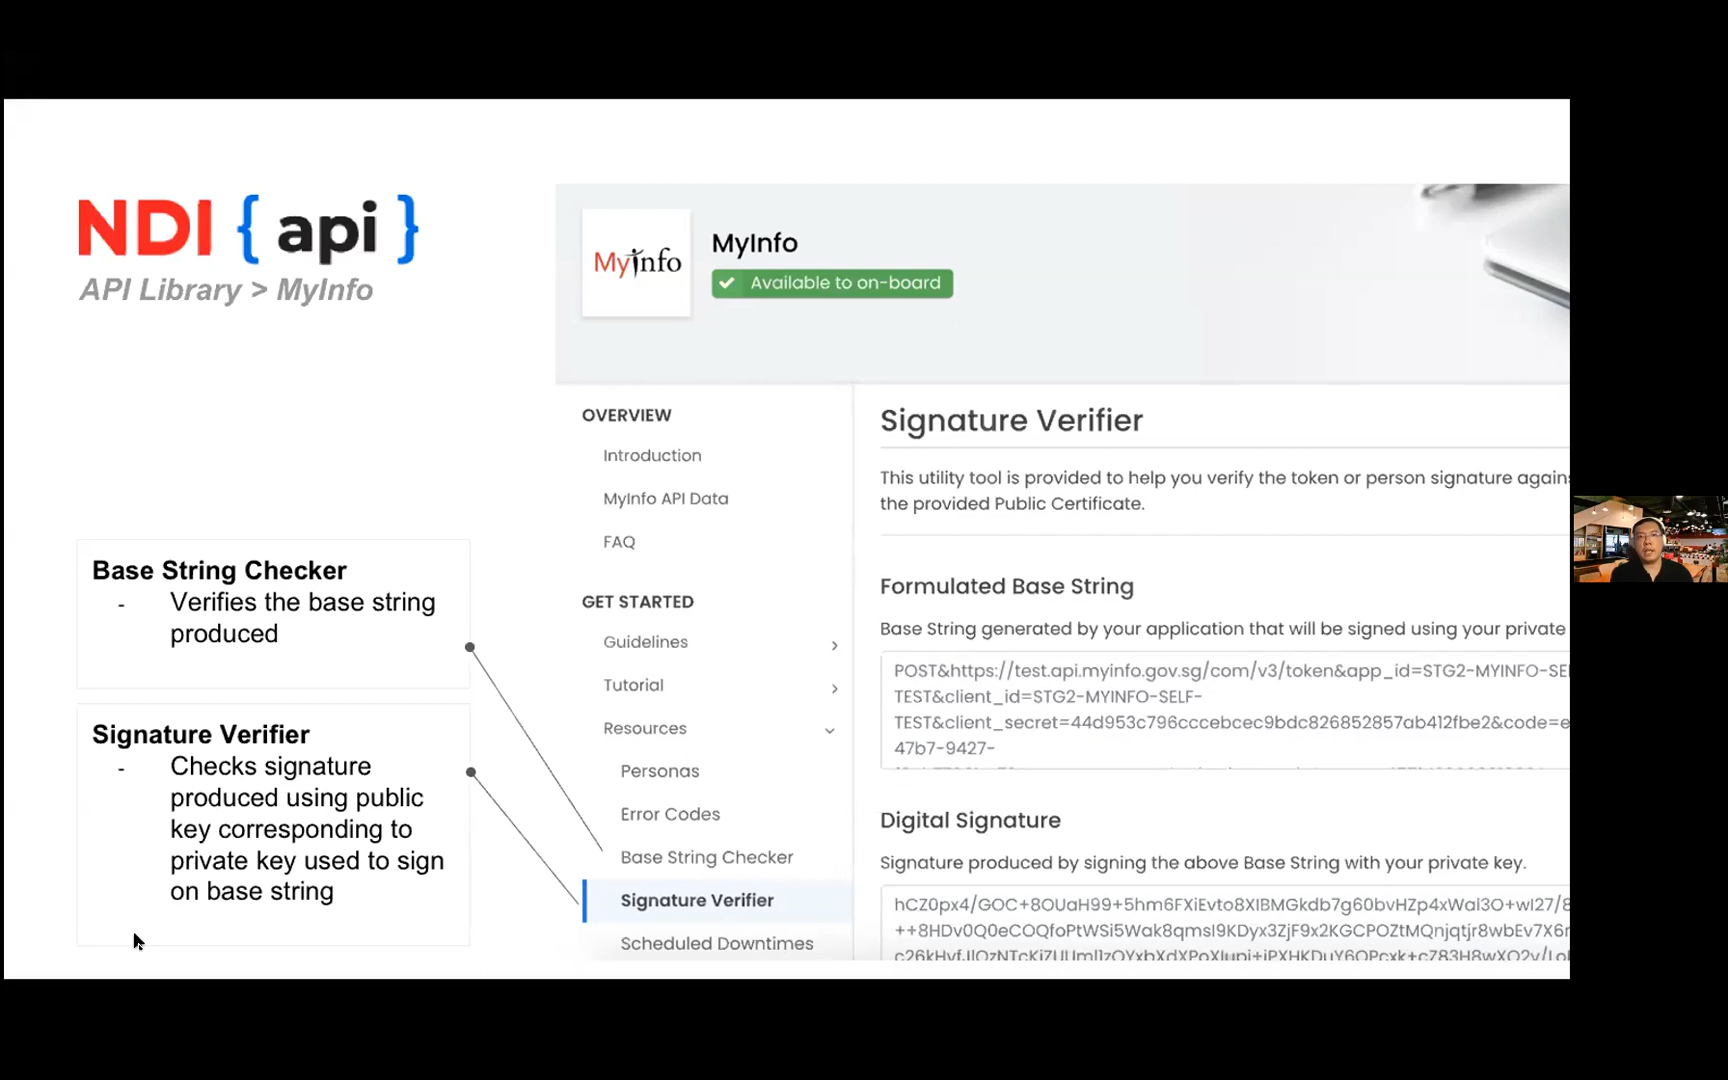 NDI { api }
API Library > MyInfo
Base String Checker
- Verifies the base string
produced
Signature Verifier
- Checks signature
produced using public
key corresponding to
private key used to sign
on base string
MyInfo
MyInfo
Available to on-board
OVERVIEW
Introduction
MyInfo API Data
FAQ
GET STARTED
Guidelines
Tutorial
Resources
Personas
Error Codes
Base String Checker
Signature Verifier
Scheduled Downtimes
Signature Verifier
This utility tool is provided to help you verify the token or person signature agains
the provided Public Certificate.
Formulated Base String
Base String generated by your application that will be signed using your private
POST&https://test.api.myinfo.gov.sg/com/v3/token&app_id=STG2-MYINFO-SEL
TEST&client_id=STG2-MYINFO-SELF-
TEST&client_secret=44d953c796cccebcec9bdc826852857ab412fbe2&code=e
47b7-9427-
Digital Signature
Signature produced by signing the above Base String with your private key.
hCZ0px4/GOC+8OUaH99+5hm6FXiEvto8XIBMGkdb7g60bvHZp4xWal3O+wI27/8
++8HDv0Q0eCOQfoPtWSi5Wak8qmsI9KDyx3ZjF9x2KGCPOZtMQnjqtjr8wbEv7X6r